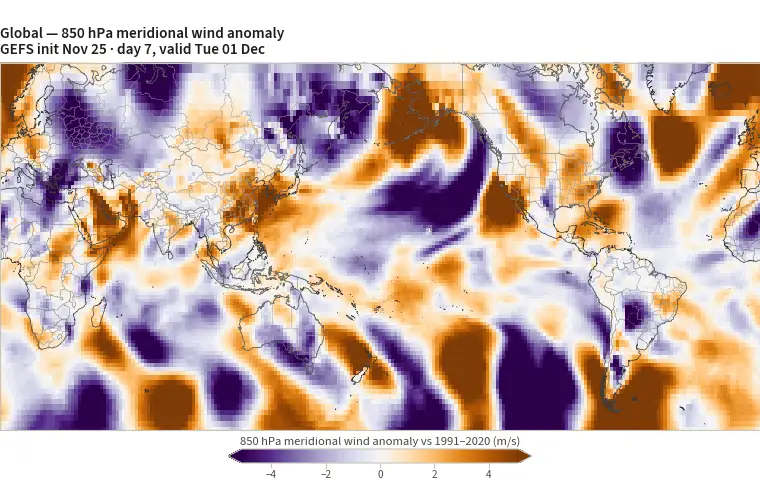 Global — 850 hPa meridional wind anomaly
GEFS init Nov 25 · day 7, valid Tue 01 Dec
850 hPa meridional wind anomaly vs 1991–2020 (m/s)
−4 −2 0 2 4